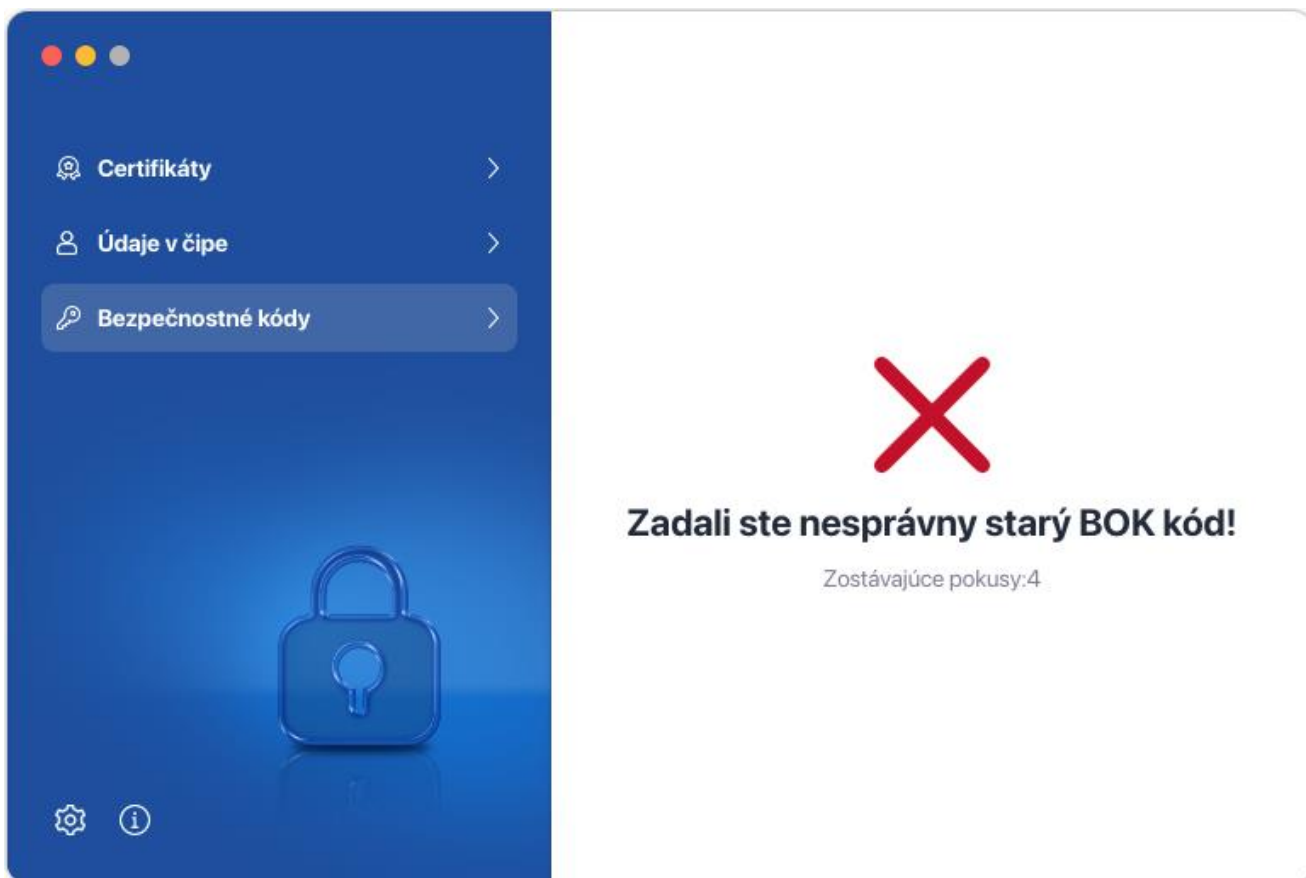 Certifikáty
Údaje v čipe
Bezpečnostné kódy
Zadali ste nesprávny starý BOK kód!
Zostávajúce pokusy:4